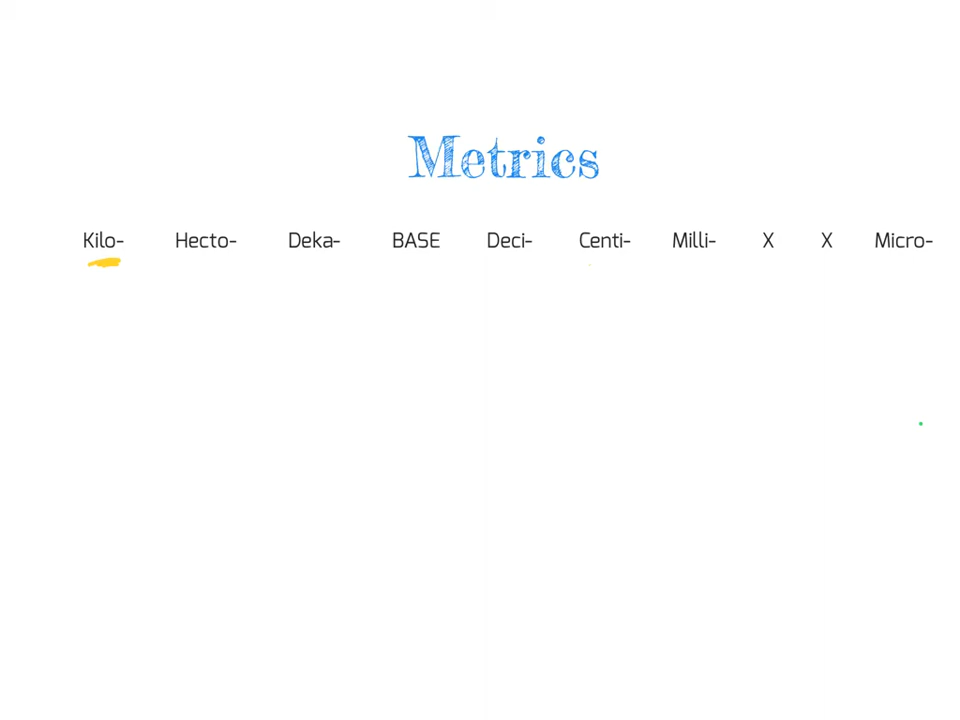 Metrics
Kilo- Hecto- Deka- BASE Deci- Centi- Milli- X X Micro-